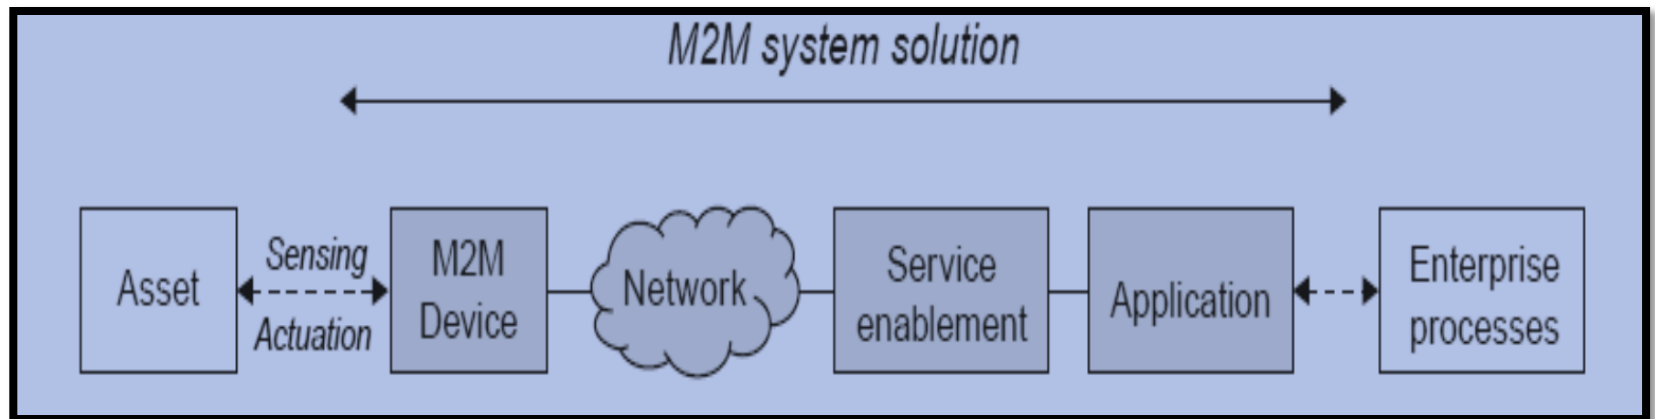 M2M system solution
Asset
Sensing
Actuation
M2M
Device
Network
Service
enablement
Application
Enterprise
processes